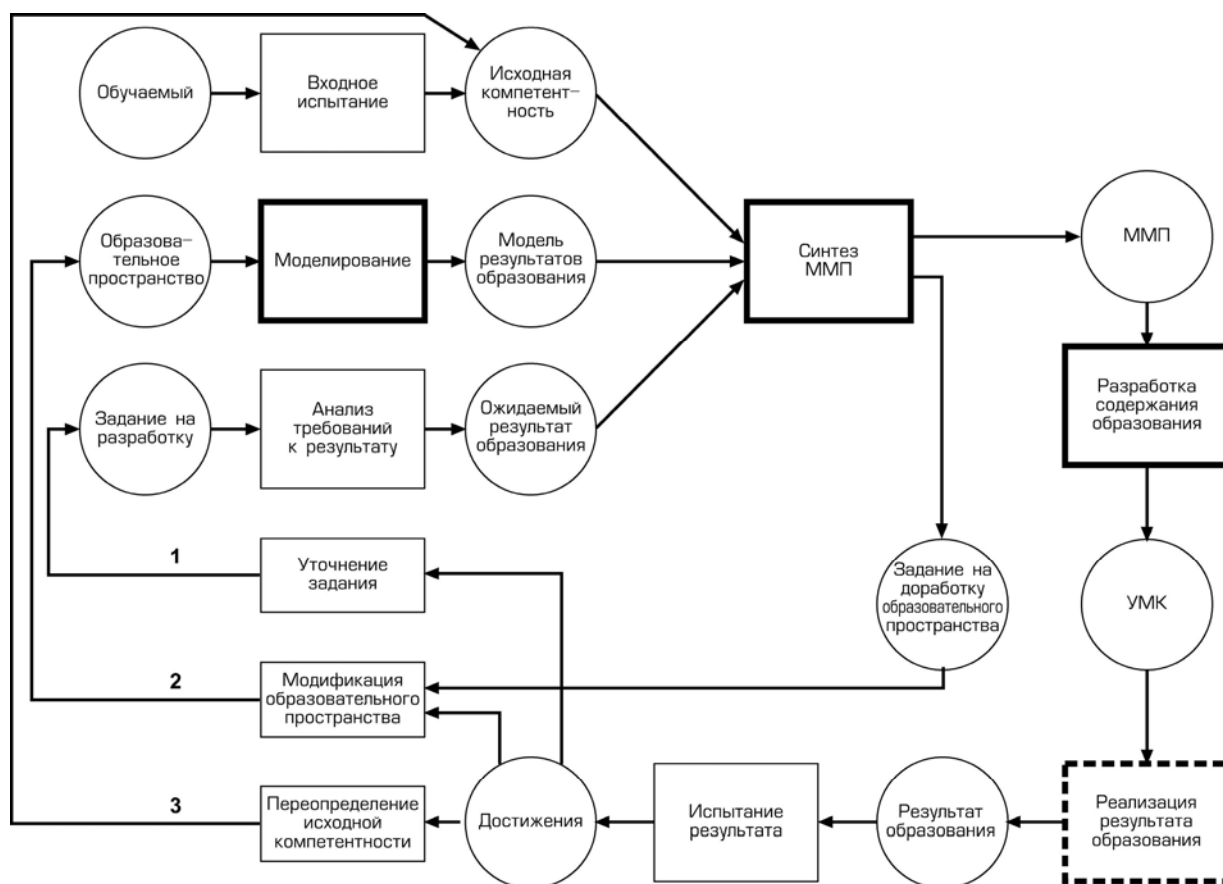 Обучаемый
Входное
испытание
Исходная
компетент-
ность
Образова-
тельное
пространство
Моделирование
Модель
результатов
образования
Синтез
ММП
ММП
Задание на
разработку
Анализ
требований
к результату
Ожидаемый
результат
образования
Разработка
содержания
образования
1
Уточнение
задания
Задание на
доработку
образовательного
пространства
УМК
2
Модификация
образовательного
пространства
3
Переопределение
исходной
компетентности
Достижения
Испытание
результата
Результат
образования
Реализация
результата
образования